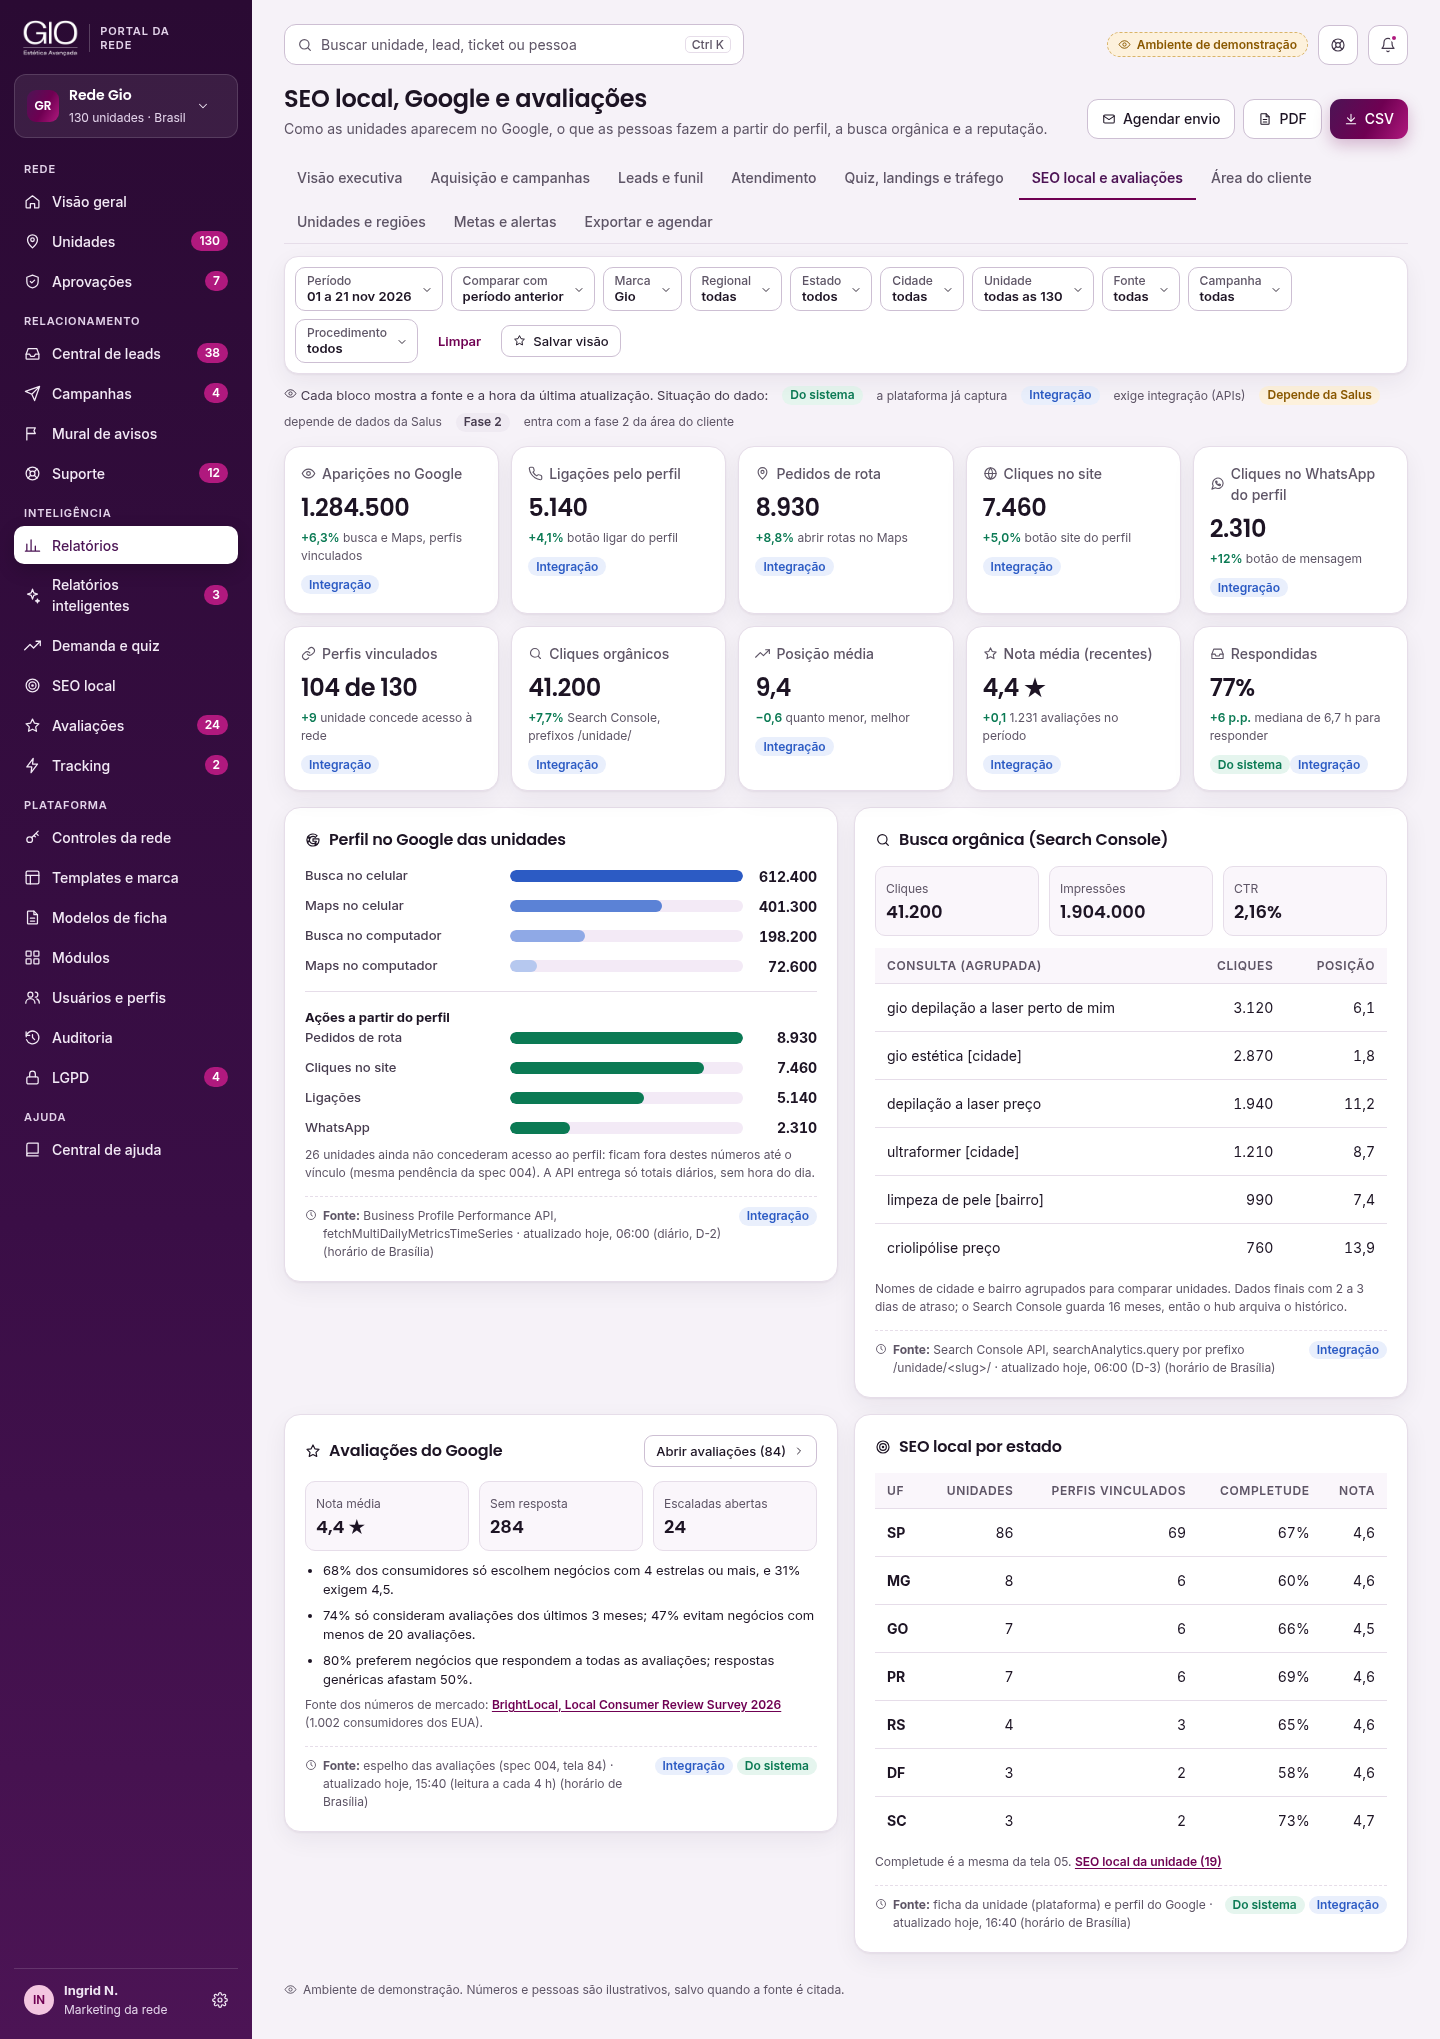 GIO
Estética Avançada
PORTAL DA
REDE
GR
Rede Gio
130 unidades · Brasil
REDE
Visão geral
Unidades 130
Aprovações 7
RELACIONAMENTO
Central de leads 38
Campanhas 4
Mural de avisos
Suporte 12
INTELIGÊNCIA
Relatórios
Relatórios
inteligentes 3
Demanda e quiz
SEO local
Avaliações 24
Tracking 2
PLATAFORMA
Controles da rede
Templates e marca
Modelos de ficha
Módulos
Usuários e perfis
Auditoria
LGPD 4
AJUDA
Central de ajuda
IN
Ingrid N.
Marketing da rede
Buscar unidade, lead, ticket ou pessoa Ctrl K
Ambiente de demonstração
SEO local, Google e avaliações
Como as unidades aparecem no Google, o que as pessoas fazem a partir do perfil, a busca orgânica e a reputação.
Agendar envio PDF CSV
Visão executiva Aquisição e campanhas Leads e funil Atendimento Quiz, landings e tráfego SEO local e avaliações Área do cliente
Unidades e regiões Metas e alertas Exportar e agendar
Período Comparar com Marca Regional Estado Cidade Unidade Fonte Campanha
01 a 21 nov 2026 período anterior Gio todas todos todas todas as 130 todas todas
Procedimento
todos
Limpar Salvar visão
Cada bloco mostra a fonte e a hora da última atualização. Situação do dado: Do sistema a plataforma já captura Integração exige integração (APIs) Depende da Salus
depende de dados da Salus Fase 2 entra com a fase 2 da área do cliente
Aparições no Google
1.284.500
+6,3% busca e Maps, perfis
vinculados
Integração
Ligações pelo perfil
5.140
+4,1% botão ligar do perfil
Integração
Pedidos de rota
8.930
+8,8% abrir rotas no Maps
Integração
Cliques no site
7.460
+5,0% botão site do perfil
Integração
Cliques no WhatsApp
do perfil
2.310
+12% botão de mensagem
Integração
Perfis vinculados
104 de 130
+9 unidade concede acesso à
rede
Integração
Cliques orgânicos
41.200
+7,7% Search Console,
prefixos /unidade/
Integração
Posição média
9,4
−0,6 quanto menor, melhor
Integração
Nota média (recentes)
4,4 ★
+0,1 1.231 avaliações no
período
Integração
Respondidas
77%
+6 p.p. mediana de 6,7 h para
responder
Do sistema Integração
Perfil no Google das unidades
Busca no celular 612.400
Maps no celular 401.300
Busca no computador 198.200
Maps no computador 72.600
Ações a partir do perfil
Pedidos de rota 8.930
Cliques no site 7.460
Ligações 5.140
WhatsApp 2.310
26 unidades ainda não concederam acesso ao perfil: ficam fora destes números até o
vínculo (mesma pendência da spec 004). A API entrega só totais diários, sem hora do dia.
Fonte: Business Profile Performance API,
fetchMultiDailyMetricsTimeSeries · atualizado hoje, 06:00 (diário, D-2)
(horário de Brasília)
Integração
Busca orgânica (Search Console)
Cliques Impressões CTR
41.200 1.904.000 2,16%
CONSULTA (AGRUPADA) CLIQUES POSIÇÃO
gio depilação a laser perto de mim 3.120 6,1
gio estética [cidade] 2.870 1,8
depilação a laser preço 1.940 11,2
ultraformer [cidade] 1.210 8,7
limpeza de pele [bairro] 990 7,4
criolipólise preço 760 13,9
Nomes de cidade e bairro agrupados para comparar unidades. Dados finais com 2 a 3
dias de atraso; o Search Console guarda 16 meses, então o hub arquiva o histórico.
Fonte: Search Console API, searchAnalytics.query por prefixo
/unidade/<slug>/ · atualizado hoje, 06:00 (D-3) (horário de Brasília)
Integração
Avaliações do Google Abrir avaliações (84)
Nota média Sem resposta Escaladas abertas
4,4 ★ 284 24
• 68% dos consumidores só escolhem negócios com 4 estrelas ou mais, e 31%
exigem 4,5.
• 74% só consideram avaliações dos últimos 3 meses; 47% evitam negócios com
menos de 20 avaliações.
• 80% preferem negócios que respondem a todas as avaliações; respostas
genéricas afastam 50%.
Fonte dos números de mercado: BrightLocal, Local Consumer Review Survey 2026
(1.002 consumidores dos EUA).
Fonte: espelho das avaliações (spec 004, tela 84) ·
atualizado hoje, 15:40 (leitura a cada 4 h) (horário de
Brasília)
Integração Do sistema
SEO local por estado
UF UNIDADES PERFIS VINCULADOS COMPLETUDE NOTA
SP 86 69 67% 4,6
MG 8 6 60% 4,6
GO 7 6 66% 4,5
PR 7 6 69% 4,6
RS 4 3 65% 4,6
DF 3 2 58% 4,6
SC 3 2 73% 4,7
Completude é a mesma da tela 05. SEO local da unidade (19)
Fonte: ficha da unidade (plataforma) e perfil do Google ·
atualizado hoje, 16:40 (horário de Brasília)
Do sistema Integração
Ambiente de demonstração. Números e pessoas são ilustrativos, salvo quando a fonte é citada.